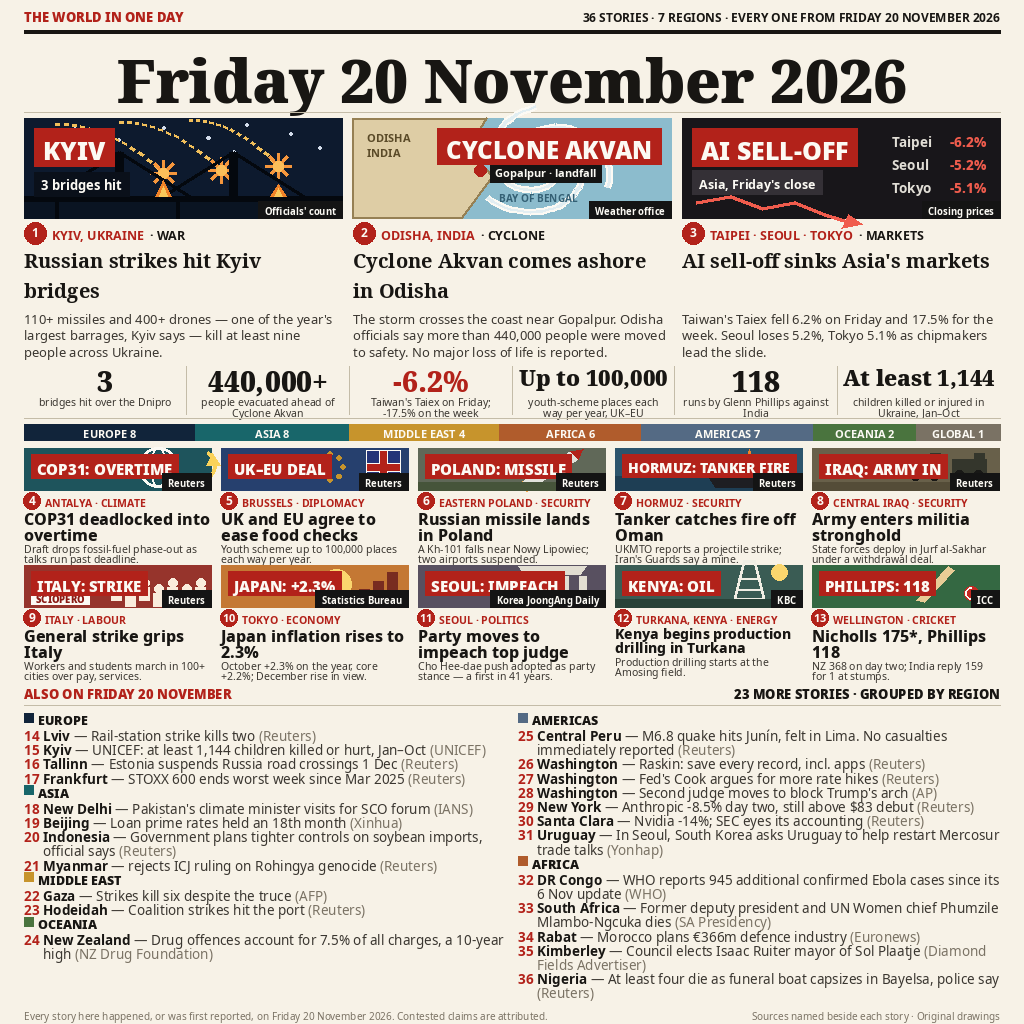 THE WORLD IN ONE DAY
36 STORIES · 7 REGIONS · EVERY ONE FROM FRIDAY 20 NOVEMBER 2026
Friday 20 November 2026
KYIV
3 bridges hit
Officials' count
ODISHA
INDIA
CYCLONE AKVAN
Gopalpur · landfall
BAY OF BENGAL
Weather office
AI SELL-OFF
Asia, Friday's close
Taipei -6.2%
Seoul -5.2%
Tokyo -5.1%
Closing prices
1 KYIV, UKRAINE · WAR
Russian strikes hit Kyiv
bridges
110+ missiles and 400+ drones — one of the year's
largest barrages, Kyiv says — kill at least nine
people across Ukraine.
2 ODISHA, INDIA · CYCLONE
Cyclone Akvan comes ashore
in Odisha
The storm crosses the coast near Gopalpur. Odisha
officials say more than 440,000 people were moved
to safety. No major loss of life is reported.
3 TAIPEI · SEOUL · TOKYO · MARKETS
AI sell-off sinks Asia's markets
Taiwan's Taiex fell 6.2% on Friday and 17.5% for the
week. Seoul loses 5.2%, Tokyo 5.1% as chipmakers
lead the slide.
3
bridges hit over the Dnipro
440,000+
people evacuated ahead of
Cyclone Akvan
-6.2%
Taiwan's Taiex on Friday;
-17.5% on the week
Up to 100,000
youth-scheme places each
way per year, UK–EU
118
runs by Glenn Phillips against
India
At least 1,144
children killed or injured in
Ukraine, Jan–Oct
EUROPE 8
ASIA 8
MIDDLE EAST 4
AFRICA 6
AMERICAS 7
OCEANIA 2
GLOBAL 1
COP31: OVERTIME
Reuters
4 ANTALYA · CLIMATE
COP31 deadlocked into
overtime
Draft drops fossil-fuel phase-out as
talks run past deadline.
UK–EU DEAL
Reuters
5 BRUSSELS · DIPLOMACY
UK and EU agree to
ease food checks
Youth scheme: up to 100,000 places
each way per year.
POLAND: MISSILE
Reuters
6 EASTERN POLAND · SECURITY
Russian missile lands
in Poland
A Kh-101 falls near Nowy Lipowiec;
two airports suspended.
HORMUZ: TANKER FIRE
Reuters
7 HORMUZ · SECURITY
Tanker catches fire off
Oman
UKMTO reports a projectile strike;
Iran's Guards say a mine.
IRAQ: ARMY IN
Reuters
8 CENTRAL IRAQ · SECURITY
Army enters militia
stronghold
State forces deploy in Jurf al-Sakhar
under a withdrawal deal.
ITALY: STRIKE
SCIOPERO
Reuters
9 ITALY · LABOUR
General strike grips
Italy
Workers and students march in 100+
cities over pay, services.
JAPAN: +2.3%
Statistics Bureau
10 TOKYO · ECONOMY
Japan inflation rises to
2.3%
October +2.3% on the year, core
+2.2%; December rise in view.
SEOUL: IMPEACH
Korea JoongAng Daily
11 SEOUL · POLITICS
Party moves to
impeach top judge
Cho Hee-dae push adopted as party
stance — a first in 41 years.
KENYA: OIL
KBC
12 TURKANA, KENYA · ENERGY
Kenya begins production
drilling in Turkana
Production drilling starts at the
Amosing field.
PHILLIPS: 118
ICC
13 WELLINGTON · CRICKET
Nicholls 175*, Phillips
118
NZ 368 on day two; India reply 159
for 1 at stumps.
ALSO ON FRIDAY 20 NOVEMBER
23 MORE STORIES · GROUPED BY REGION
EUROPE
14 Lviv — Rail-station strike kills two (Reuters)
15 Kyiv — UNICEF: at least 1,144 children killed or hurt, Jan–Oct (UNICEF)
16 Tallinn — Estonia suspends Russia road crossings 1 Dec (Reuters)
17 Frankfurt — STOXX 600 ends worst week since Mar 2025 (Reuters)
ASIA
18 New Delhi — Pakistan's climate minister visits for SCO forum (IANS)
19 Beijing — Loan prime rates held an 18th month (Xinhua)
20 Indonesia — Government plans tighter controls on soybean imports,
official says (Reuters)
21 Myanmar — rejects ICJ ruling on Rohingya genocide (Reuters)
MIDDLE EAST
22 Gaza — Strikes kill six despite the truce (AFP)
23 Hodeidah — Coalition strikes hit the port (Reuters)
OCEANIA
24 New Zealand — Drug offences account for 7.5% of all charges, a 10-year
high (NZ Drug Foundation)
AMERICAS
25 Central Peru — M6.8 quake hits Junín, felt in Lima. No casualties
immediately reported (Reuters)
26 Washington — Raskin: save every record, incl. apps (Reuters)
27 Washington — Fed's Cook argues for more rate hikes (Reuters)
28 Washington — Second judge moves to block Trump's arch (AP)
29 New York — Anthropic -8.5% day two, still above $83 debut (Reuters)
30 Santa Clara — Nvidia -14%; SEC eyes its accounting (Reuters)
31 Uruguay — In Seoul, South Korea asks Uruguay to help restart Mercosur
trade talks (Yonhap)
AFRICA
32 DR Congo — WHO reports 945 additional confirmed Ebola cases since its
6 Nov update (WHO)
33 South Africa — Former deputy president and UN Women chief Phumzile
Mlambo-Ngcuka dies (SA Presidency)
34 Rabat — Morocco plans €366m defence industry (Euronews)
35 Kimberley — Council elects Isaac Ruiter mayor of Sol Plaatje (Diamond
Fields Advertiser)
36 Nigeria — At least four die as funeral boat capsizes in Bayelsa, police say
(Reuters)
Every story here happened, or was first reported, on Friday 20 November 2026. Contested claims are attributed.
Sources named beside each story · Original drawings